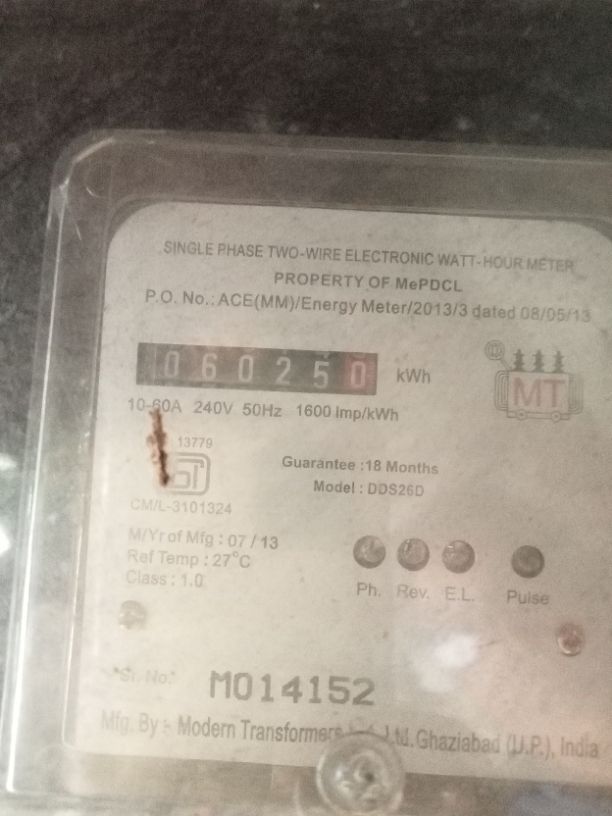 SINGLE PHASE TWO-WIRE ELECTRONIC WATT-HOUR METER
PROPERTY OF MePDCL
P.O. No.: ACE(MM)/Energy Meter/2013/3 dated 08/05/13
060250 kWh
MT
10-60A 240V 50Hz 1600 Imp/kWh
13779
Guarantee :18 Months
Model : DDS26D
CM/L-3101324
M/Yr of Mfg : 07 / 13
Ref Temp : 27°C
Class : 1.0
Ph. Rev. E.L. Pulse
"Sr. No."
M014152
Mfg. By :- Modern Transformers Ltd. Ghaziabad (U.P.), India